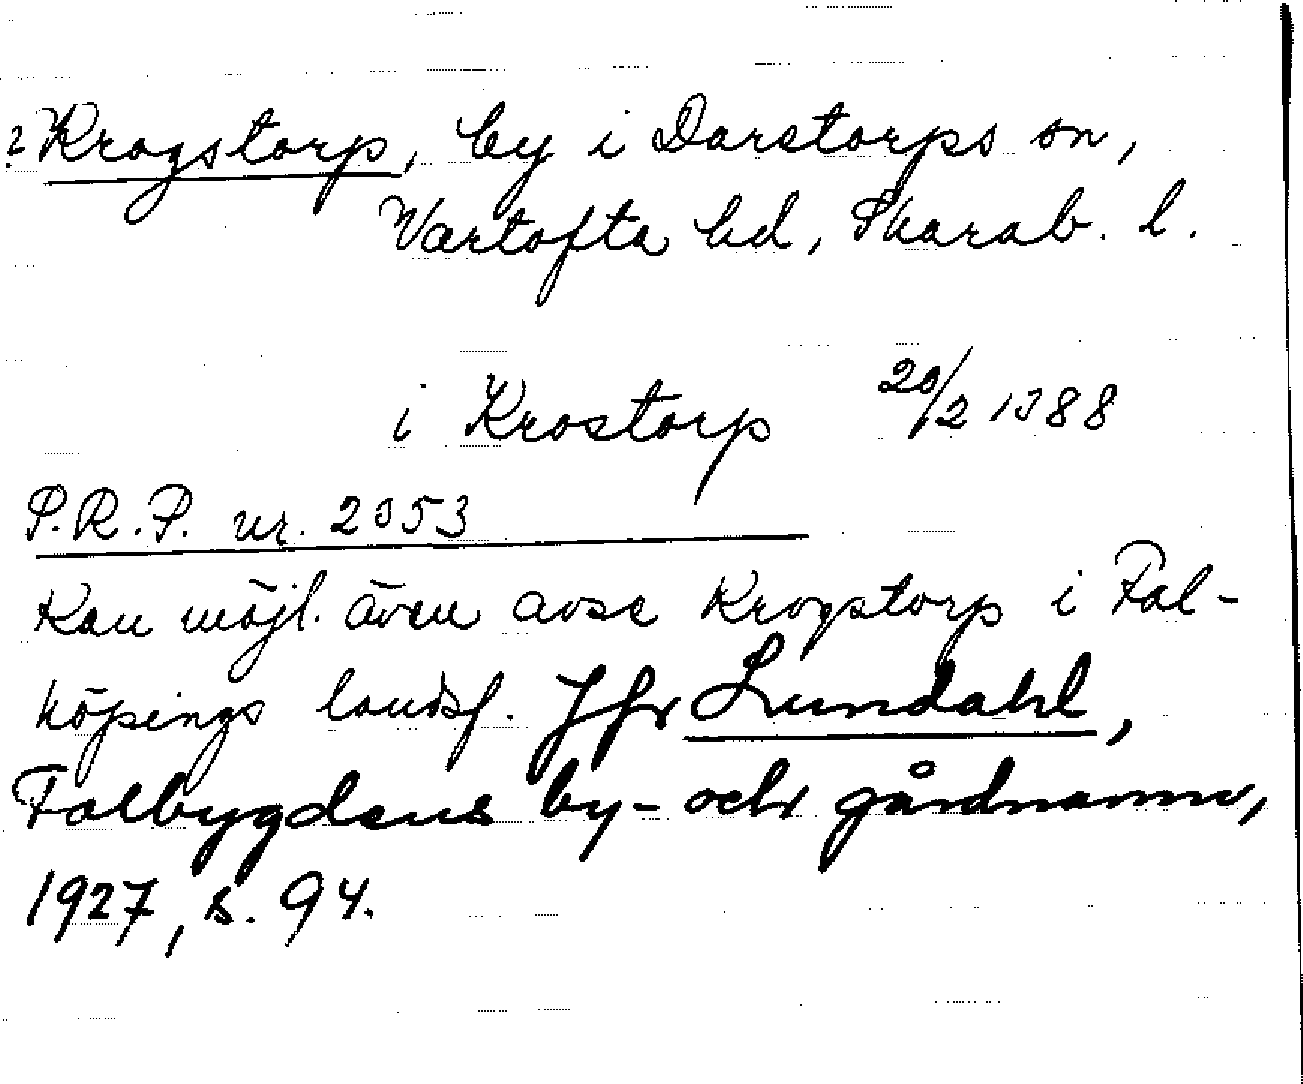 ? Krogstorp, by i Darstorps sn,
Vartofta hd, Skarab. l.
i Krostorp 20/2 1388
P.R.P. nr. 2053
Kan möjl. även avse Krogstorp i Fal-
köpings landsf. Jfr Lundahl,
Falbygdens by- och gårdnamn,
1927, s. 94.